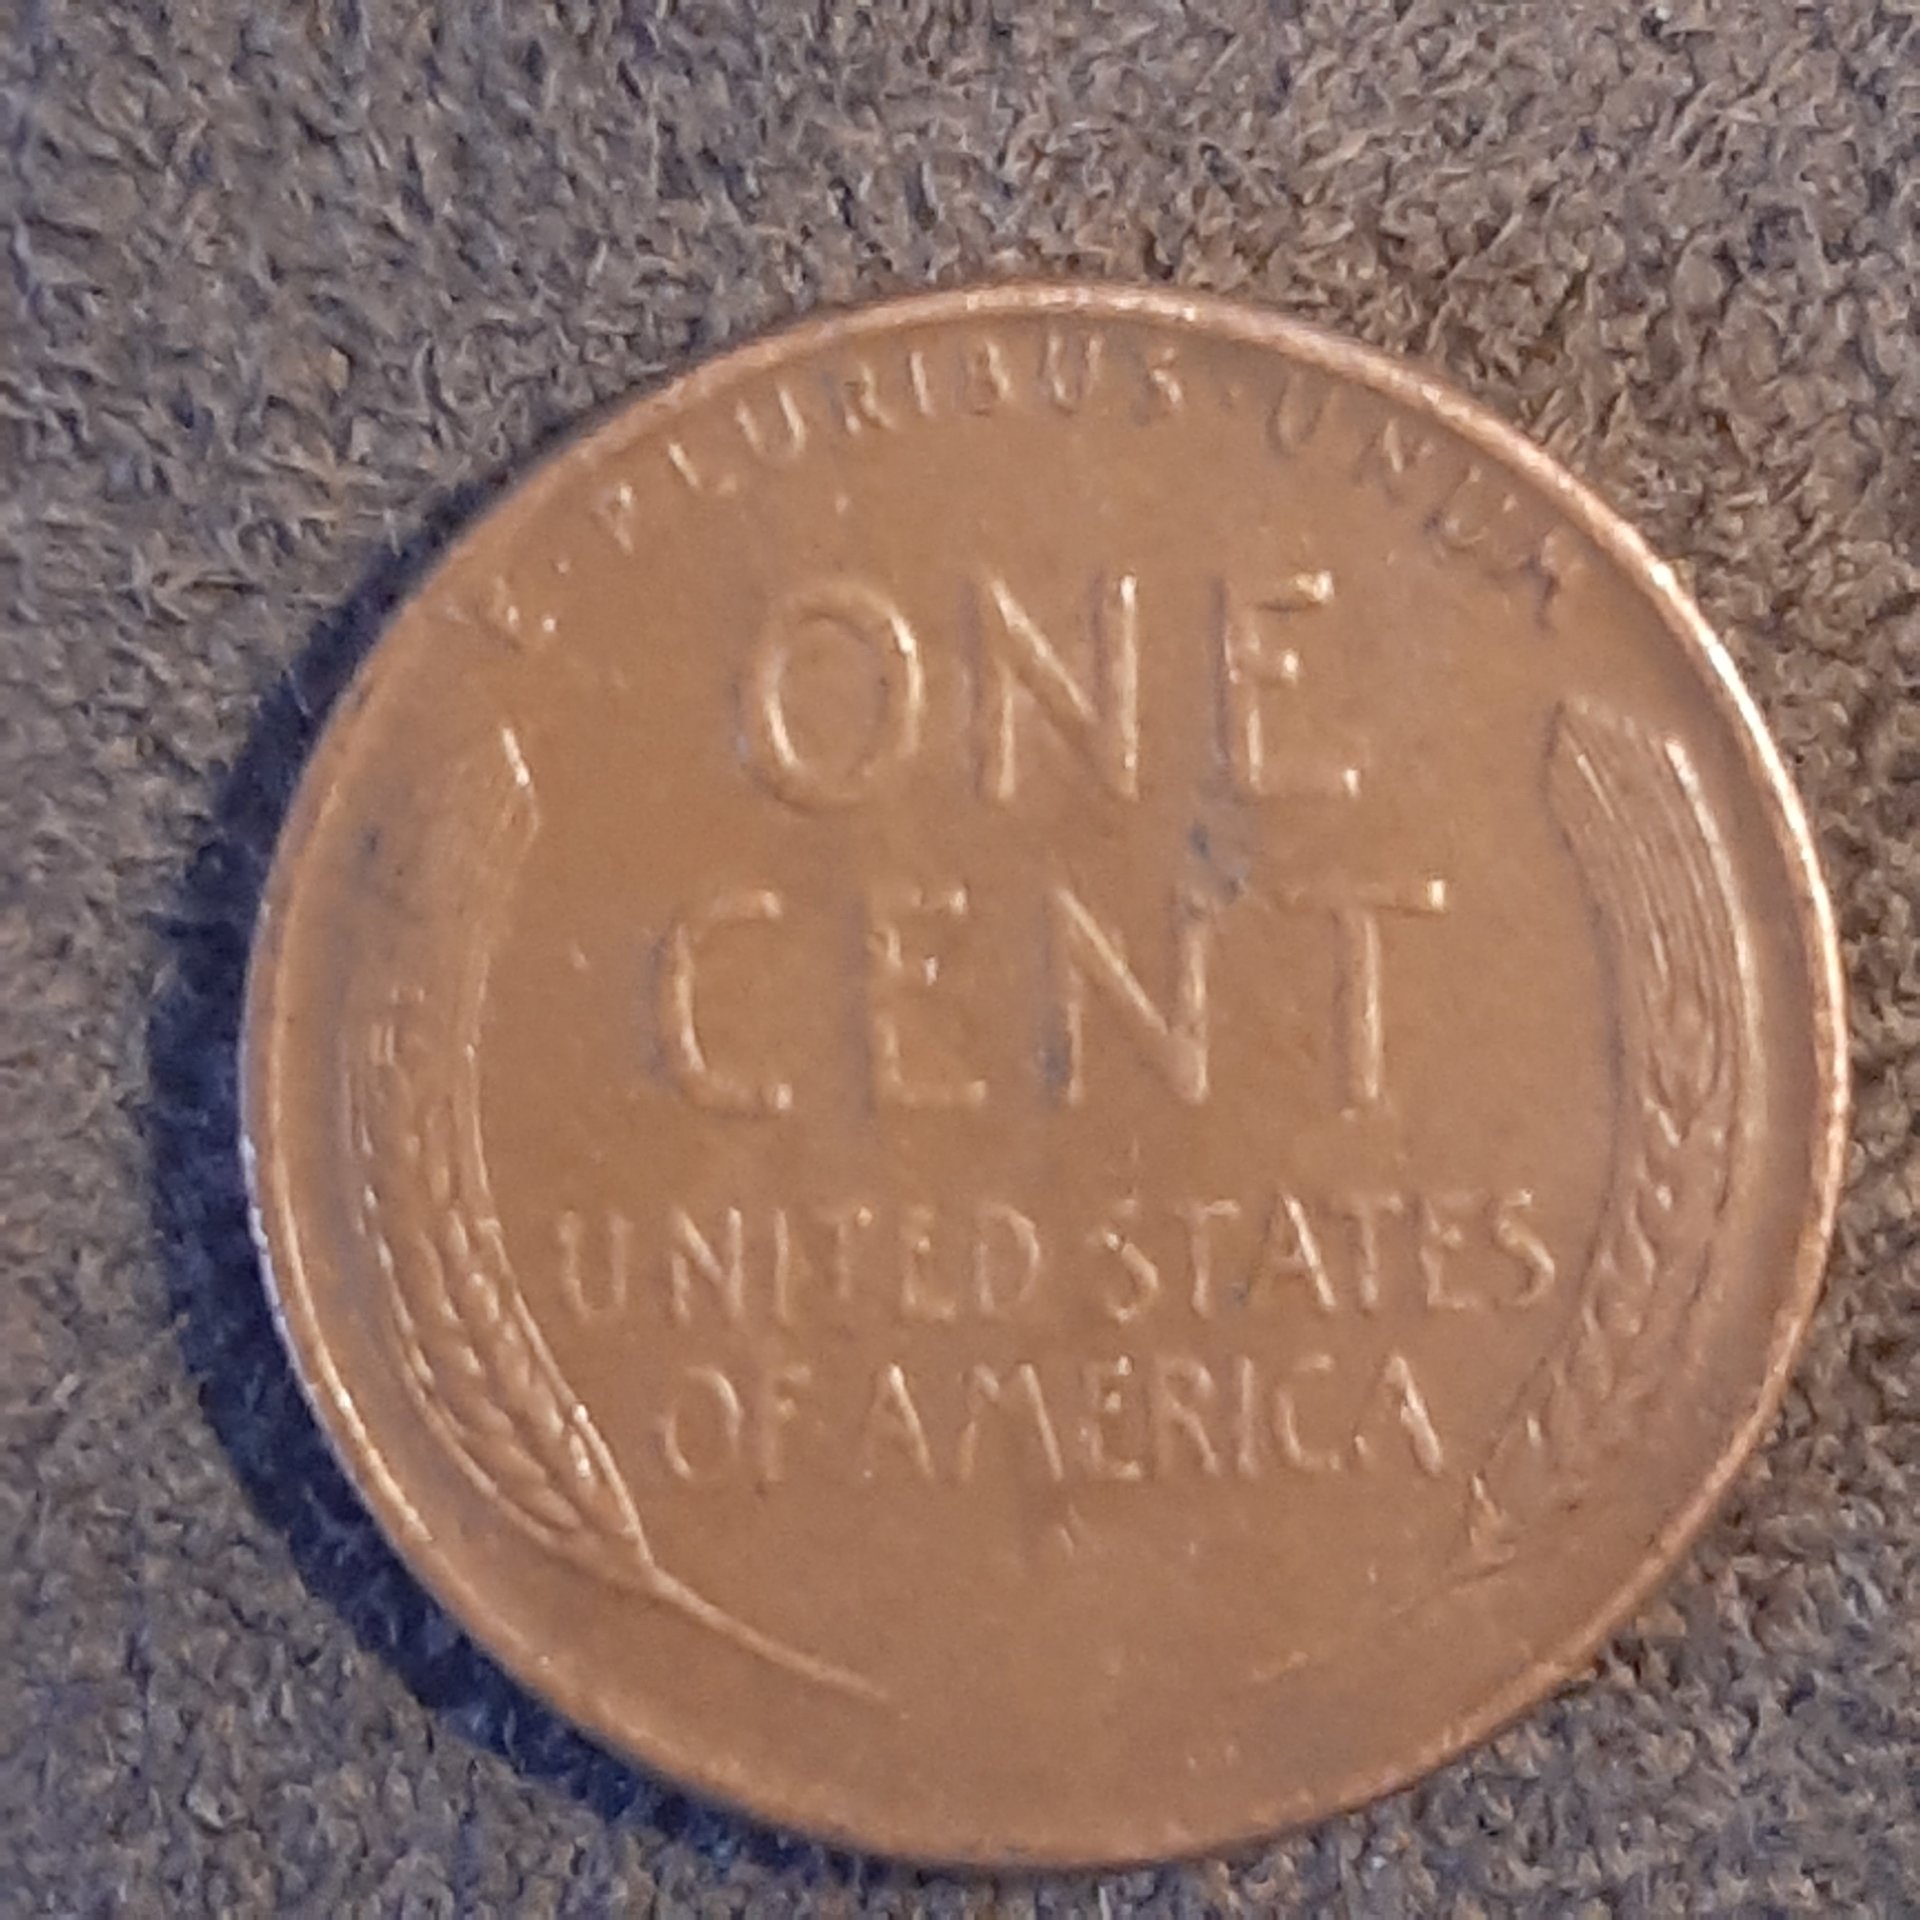 E · PLURIBUS · UNUM
ONE
CENT
UNITED STATES
OF AMERICA